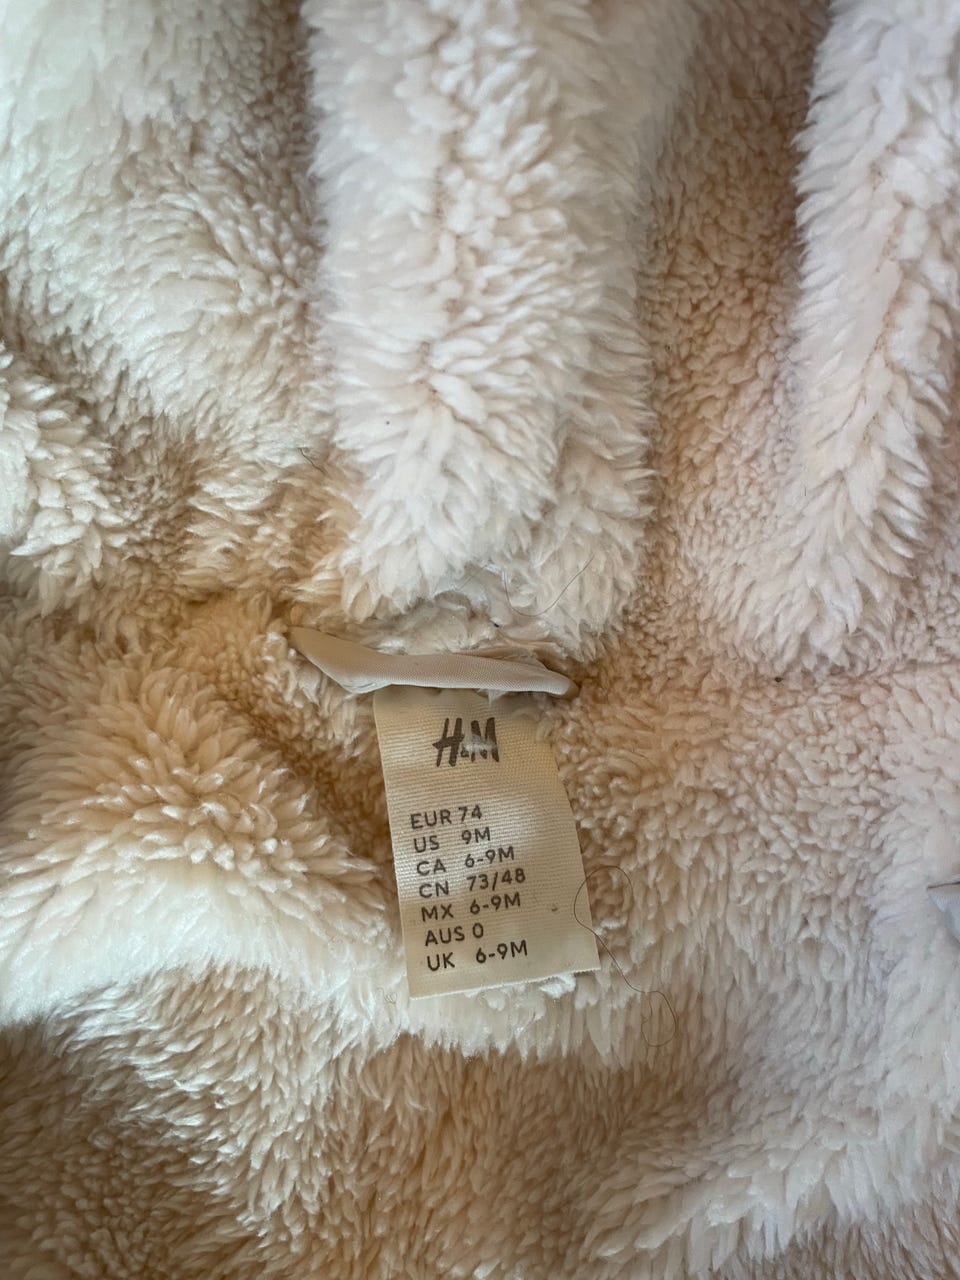 H&M
EUR 74
US 9M
CA 6-9M
CN 73/48
MX 6-9M
AUS 0
UK 6-9M